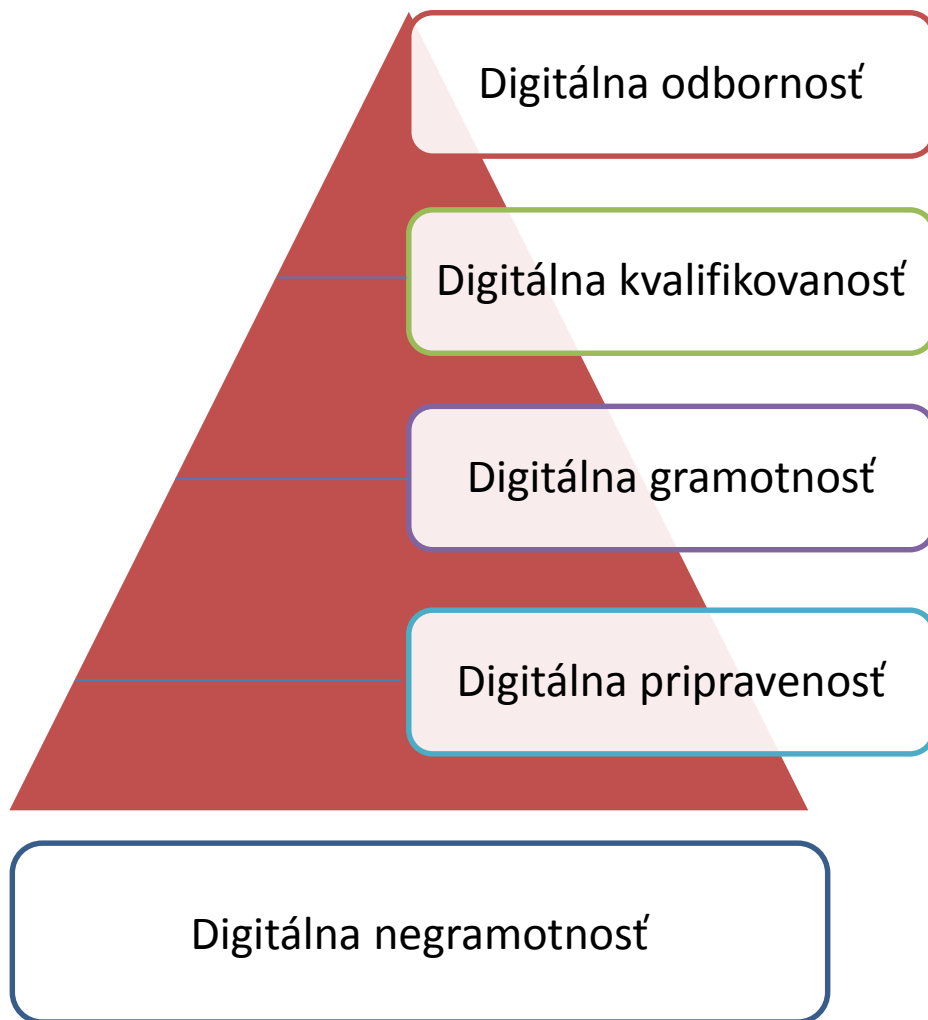 Digitálna odbornosť
Digitálna kvalifikovanosť
Digitálna gramotnosť
Digitálna pripravenosť
Digitálna negramotnosť